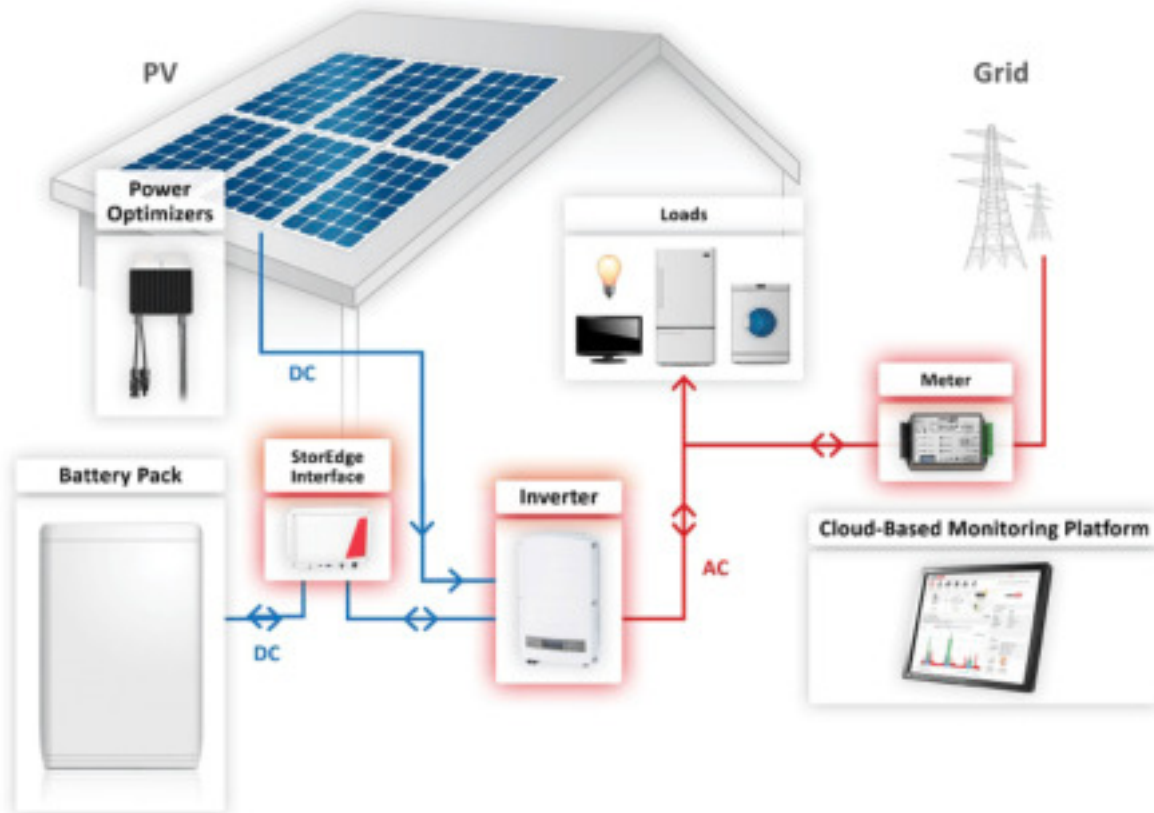 PV
Grid
Power
Optimizers
Loads
DC
Meter
StorEdge
Interface
Battery Pack
Inverter
Cloud-Based Monitoring Platform
AC
DC